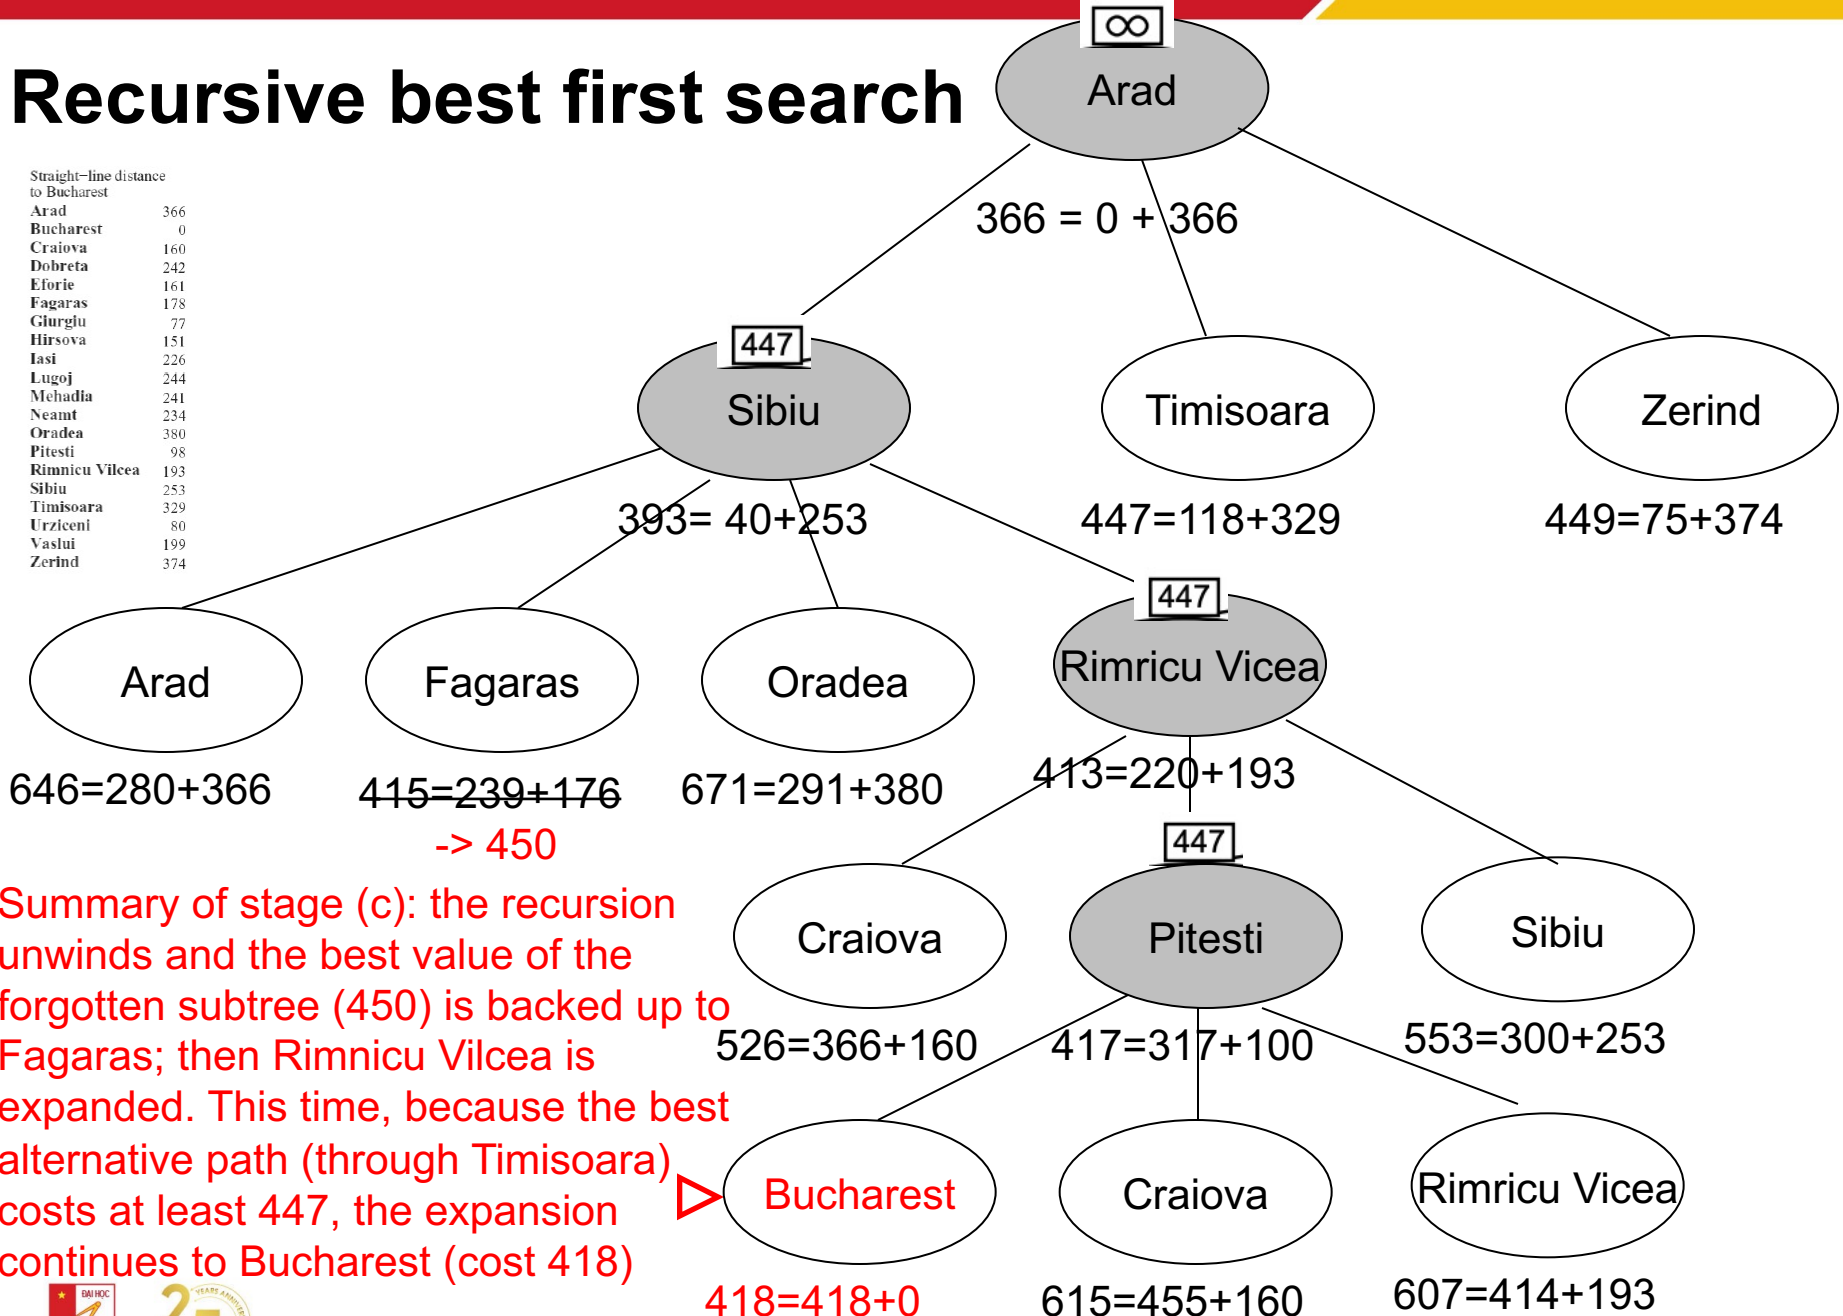 ∞
Arad
Recursive best first search
Straight−line distance
to Bucharest
Arad 366
Bucharest 0
Craiova 160
Dobreta 242
Eforie 161
Fagaras 178
Giurgiu 77
Hirsova 151
Iasi 226
Lugoj 244
Mehadia 241
Neamt 234
Oradea 380
Pitesti 98
Rimnicu Vilcea 193
Sibiu 253
Timisoara 329
Urziceni 80
Vaslui 199
Zerind 374
366 = 0 + 366
447
Sibiu
Timisoara
Zerind
393= 40+253
447=118+329
449=75+374
447
Arad
Fagaras
Oradea
Rimricu Vicea
646=280+366
415=239+176
-> 450
671=291+380
413=220+193
447
Craiova
Pitesti
Sibiu
526=366+160
417=317+100
553=300+253
Summary of stage (c): the recursion
unwinds and the best value of the
forgotten subtree (450) is backed up to
Fagaras; then Rimnicu Vilcea is
expanded. This time, because the best
alternative path (through Timisoara)
costs at least 447, the expansion
continues to Bucharest (cost 418)
Bucharest
Craiova
Rimricu Vicea
418=418+0
615=455+160
607=414+193
ĐẠI HỌC
YEARS ANNIVERSARY